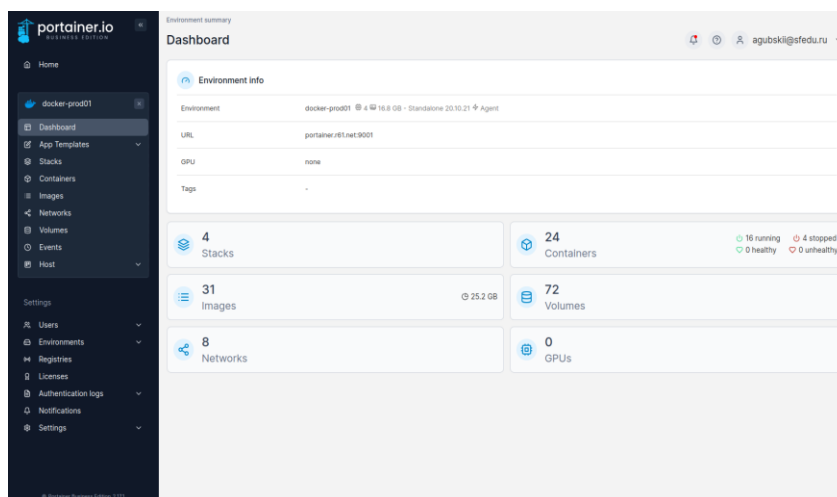 portainer.io
BUSINESS EDITION
Home
docker-prod01
Dashboard
App Templates
Stacks
Containers
Images
Networks
Volumes
Events
Host
Settings
Users
Environments
Registries
Licenses
Authentication logs
Notifications
Settings
© Portainer Business Edition
Environment summary
Dashboard
agubskii@sfedu.ru
Environment info
Environment docker-prod01 4 16.8 GB - Standalone 20.10.21 Agent
URL portainer.r61.net:9001
GPU none
Tags -
4
Stacks
24
Containers
16 running 4 stopped
0 healthy 0 unhealthy
31
Images
25.2 GB
72
Volumes
8
Networks
0
GPUs